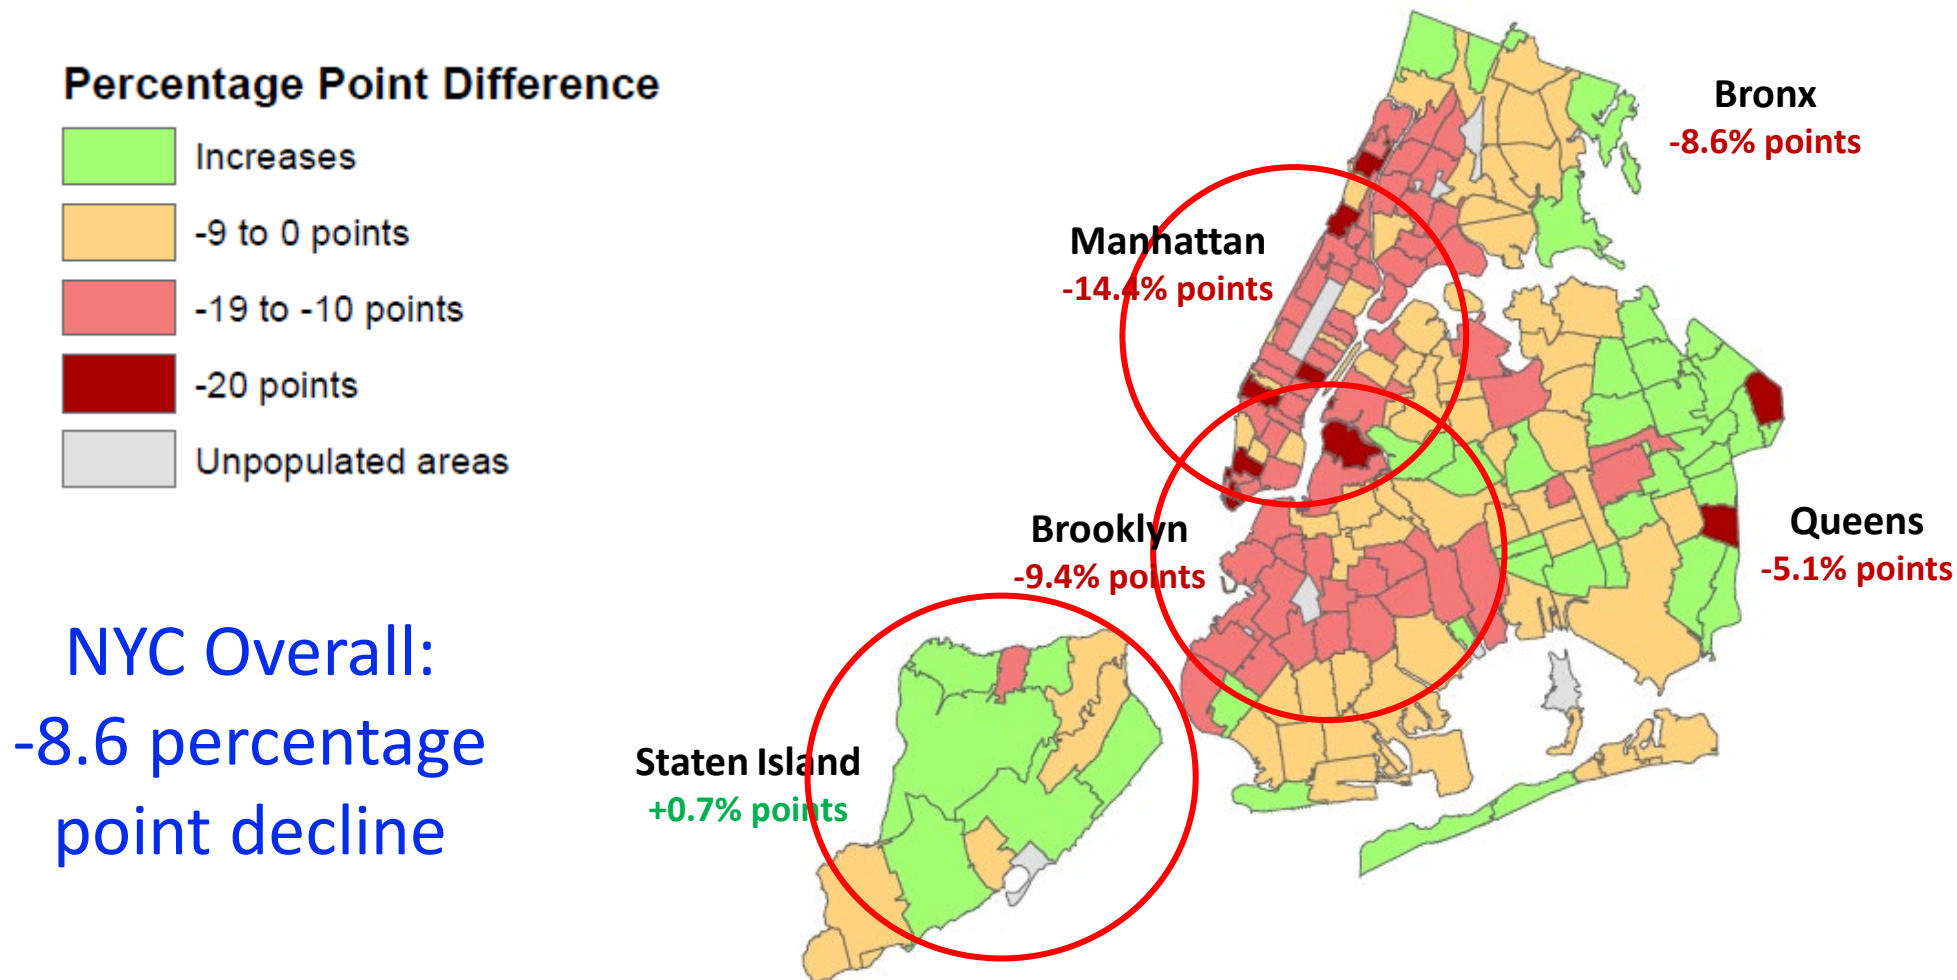 Percentage Point Difference
Increases
-9 to 0 points
-19 to -10 points
-20 points
Unpopulated areas
NYC Overall:
-8.6 percentage
point decline
Bronx
-8.6% points
Manhattan
-14.4% points
Brooklyn
-9.4% points
Queens
-5.1% points
Staten Island
+0.7% points